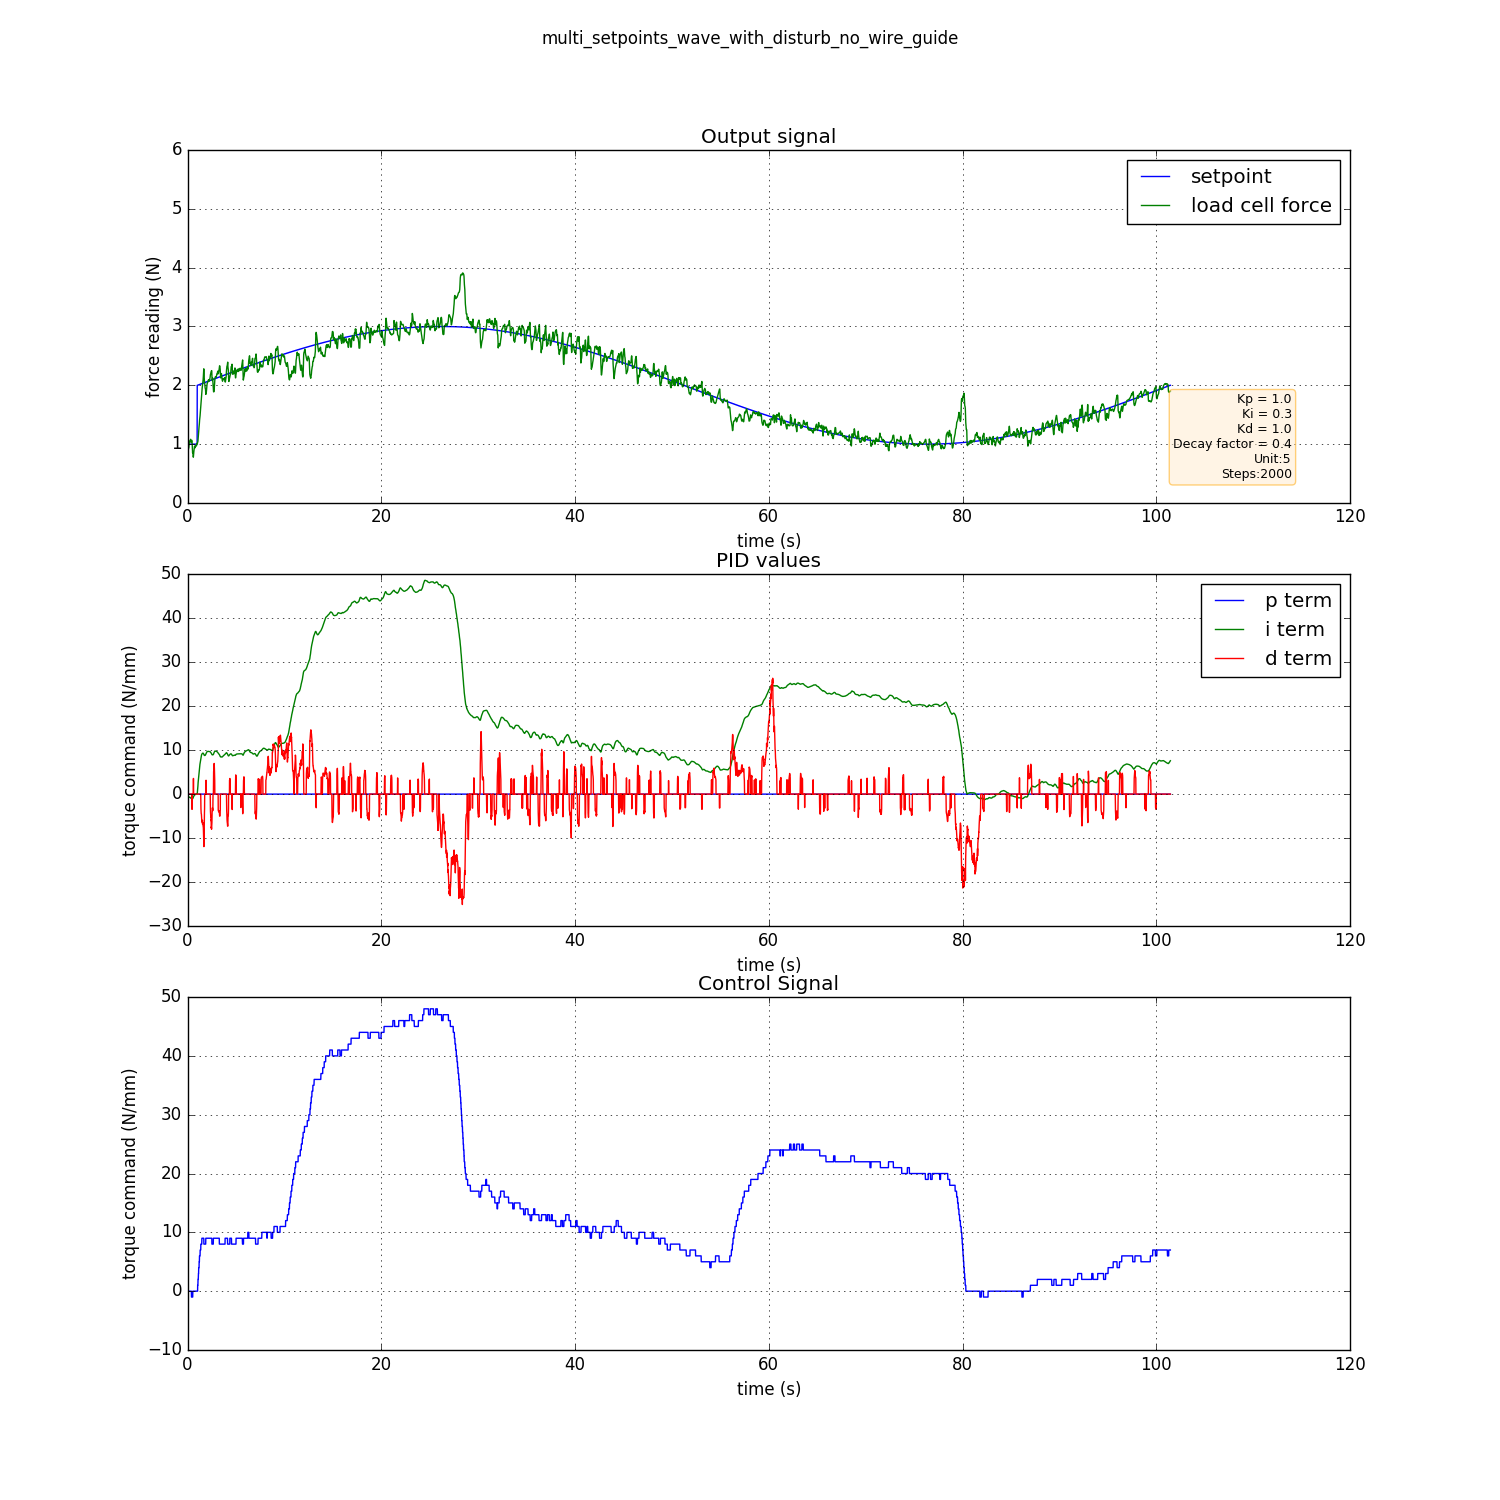 multi_setpoints_wave_with_disturb_no_wire_guide
Output signal
6
5
4
3
2
1
0
force reading (N)
setpoint
load cell force
Kp = 1.0
Ki = 0.3
Kd = 1.0
Decay factor = 0.4
Unit:5
Steps:2000
0 20 40 60 80 100 120
time (s)
PID values
50
40
30
20
10
0
−10
−20
−30
torque command (N/mm)
p term
i term
d term
0 20 40 60 80 100 120
time (s)
Control Signal
50
40
30
20
10
0
−10
torque command (N/mm)
0 20 40 60 80 100 120
time (s)